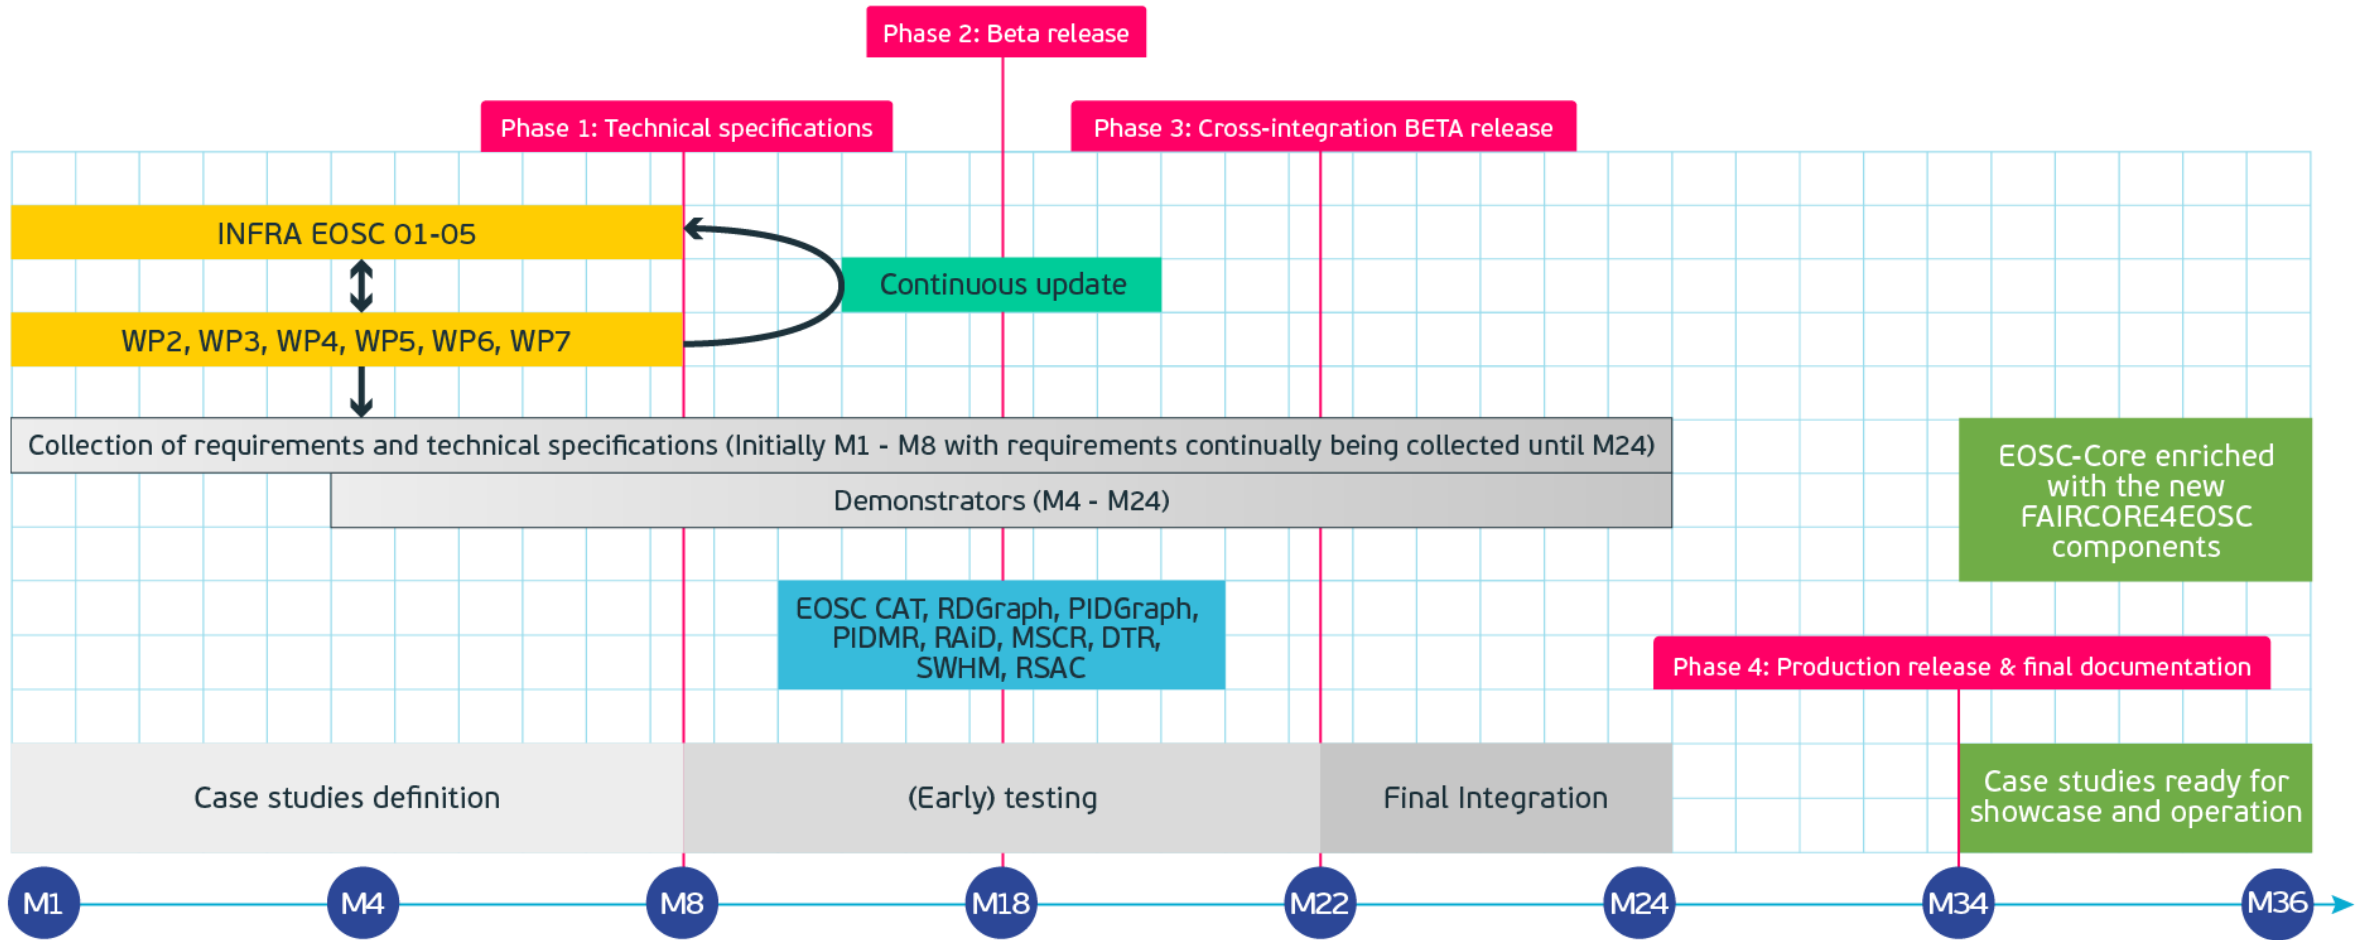 Phase 2: Beta release
Phase 1: Technical specifications
Phase 3: Cross-integration BETA release
INFRA EOSC 01-05
Continuous update
WP2, WP3, WP4, WP5, WP6, WP7
Collection of requirements and technical specifications (Initially M1 - M8 with requirements continually being collected until M24)
Demonstrators (M4 - M24)
EOSC-Core enriched
with the new
FAIRCORE4EOSC
components
EOSC CAT, RDGraph, PIDGraph,
PIDMR, RAiD, MSCR, DTR,
SWHM, RSAC
Phase 4: Production release & final documentation
Case studies definition
(Early) testing
Final Integration
Case studies ready for
showcase and operation
M1
M4
M8
M18
M22
M24
M34
M36